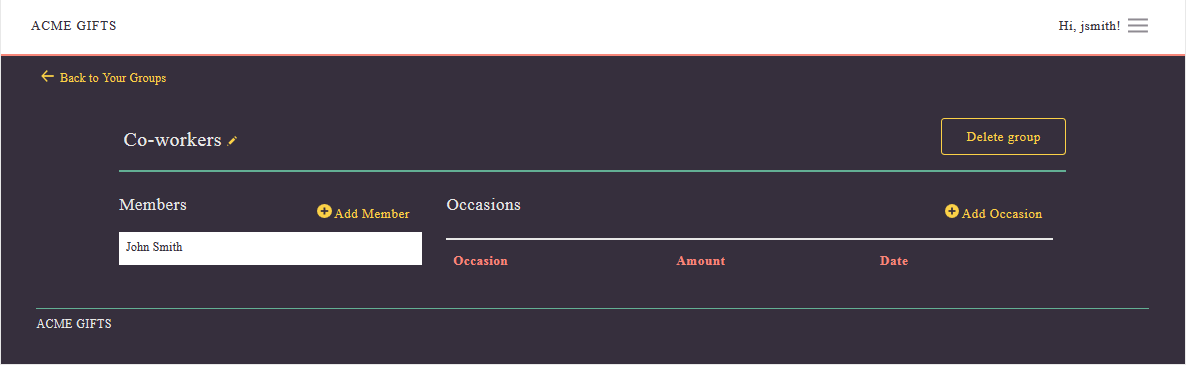 ACME GIFTS
Hi, jsmith!
Back to Your Groups
Co-workers
Delete group
Members
Add Member
Occasions
Add Occasion
John Smith
Occasion Amount Date
ACME GIFTS